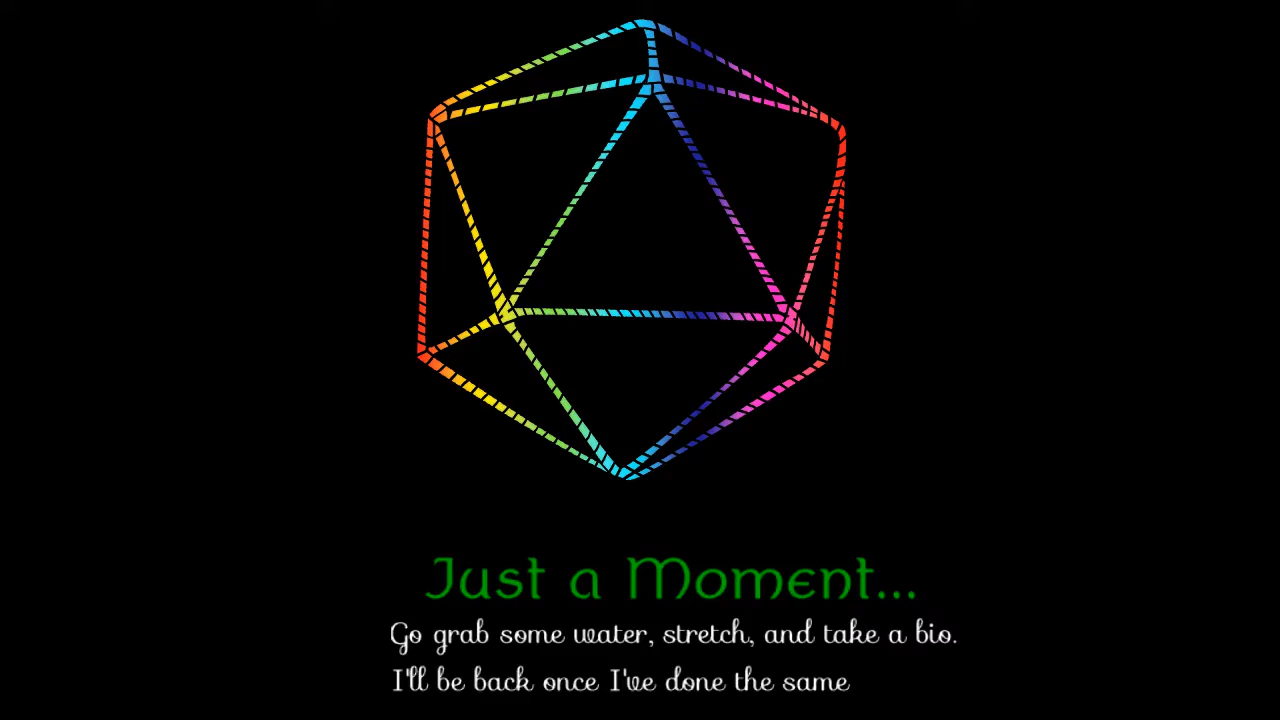 Just a Moment...
Go grab some water, stretch, and take a bio.
I'll be back once I've done the same